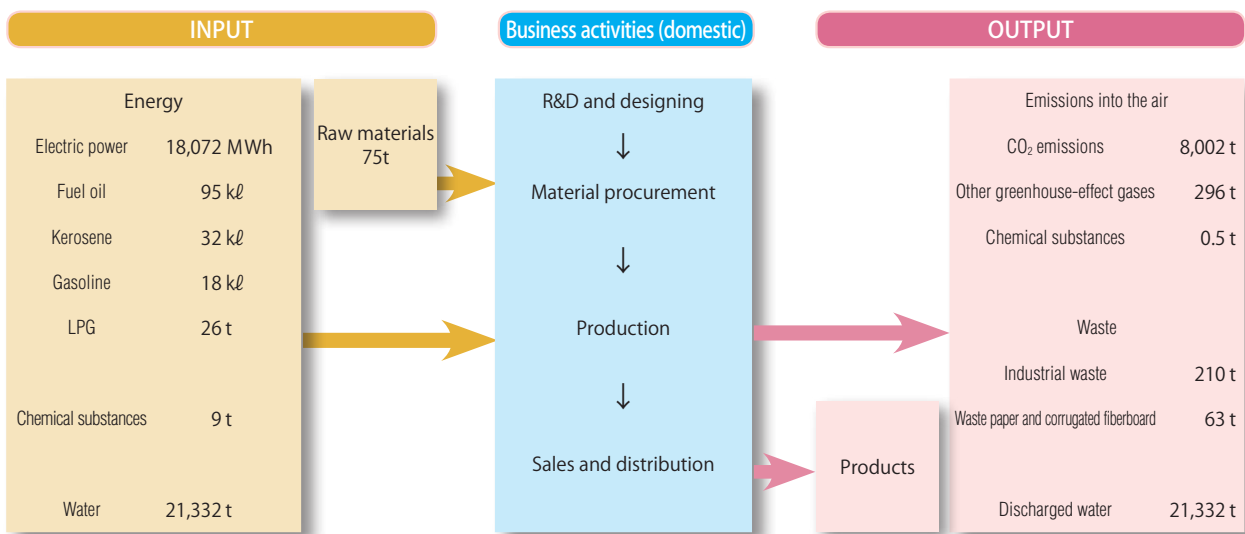 INPUT
Business activities (domestic)
OUTPUT
Energy
Electric power 18,072 MWh
Fuel oil 95 kℓ
Kerosene 32 kℓ
Gasoline 18 kℓ
LPG 26 t
Chemical substances 9 t
Water 21,332 t
Raw materials
75t
R&D and designing
↓
Material procurement
↓
Production
↓
Sales and distribution
Products
Emissions into the air
CO₂ emissions 8,002 t
Other greenhouse-effect gases 296 t
Chemical substances 0.5 t
Waste
Industrial waste 210 t
Waste paper and corrugated fiberboard 63 t
Discharged water 21,332 t